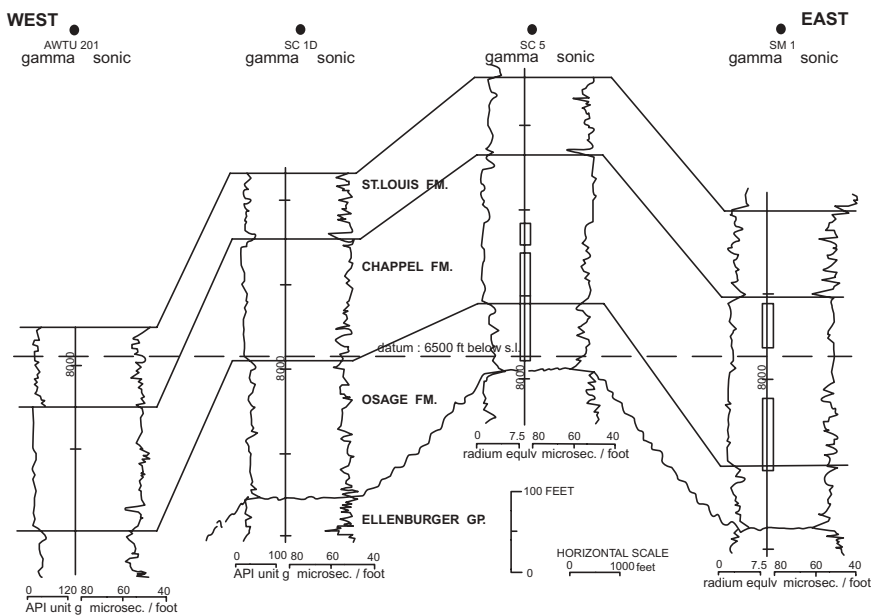 WEST
EAST
AWTU 201
gamma sonic
SC 1D
gamma sonic
SC 5
gamma sonic
SM 1
gamma sonic
ST.LOUIS FM.
CHAPPEL FM.
datum : 6500 ft below s.l.
8000
8000
8000
8000
OSAGE FM.
ELLENBURGER GP.
0 7.5 80 60 40
radium equlv microsec. / foot
100 FEET
0
HORIZONTAL SCALE
0 1000 feet
0 100 80 60 40
API unit g microsec. / foot
0 7.5 80 60 40
radium equlv microsec. / foot
0 120 80 60 40
API unit g microsec. / foot